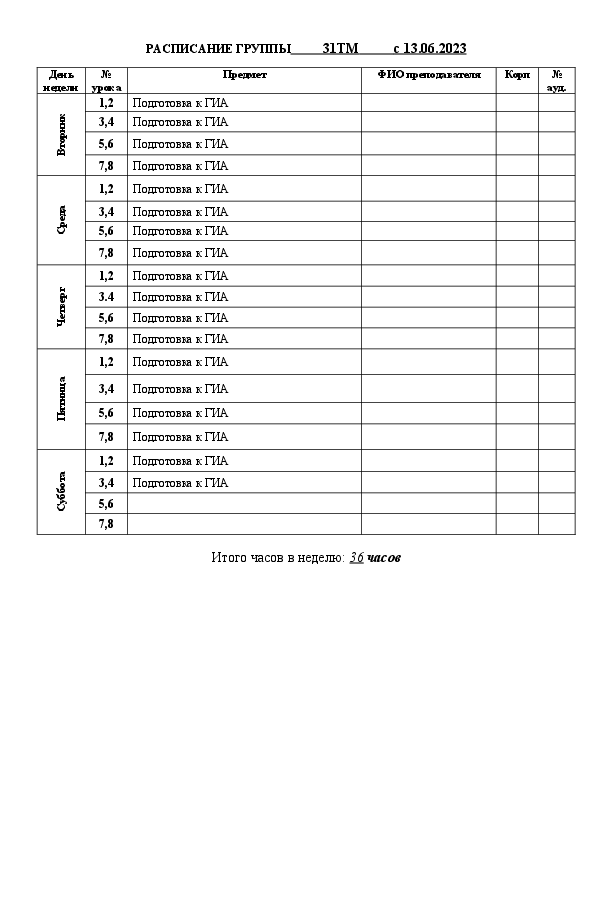 РАСПИСАНИЕ ГРУППЫ 31ТМ с 13.06.2023
День недели № урока Предмет ФИО преподавателя Корп № ауд.
Вторник 1,2 Подготовка к ГИА
3,4 Подготовка к ГИА
5,6 Подготовка к ГИА
7,8 Подготовка к ГИА
Среда 1,2 Подготовка к ГИА
3,4 Подготовка к ГИА
5,6 Подготовка к ГИА
7,8 Подготовка к ГИА
Четверг 1,2 Подготовка к ГИА
3.4 Подготовка к ГИА
5,6 Подготовка к ГИА
7,8 Подготовка к ГИА
Пятница 1,2 Подготовка к ГИА
3,4 Подготовка к ГИА
5,6 Подготовка к ГИА
7,8 Подготовка к ГИА
Суббота 1,2 Подготовка к ГИА
3,4 Подготовка к ГИА
5,6
7,8
Итого часов в неделю: 36 часов